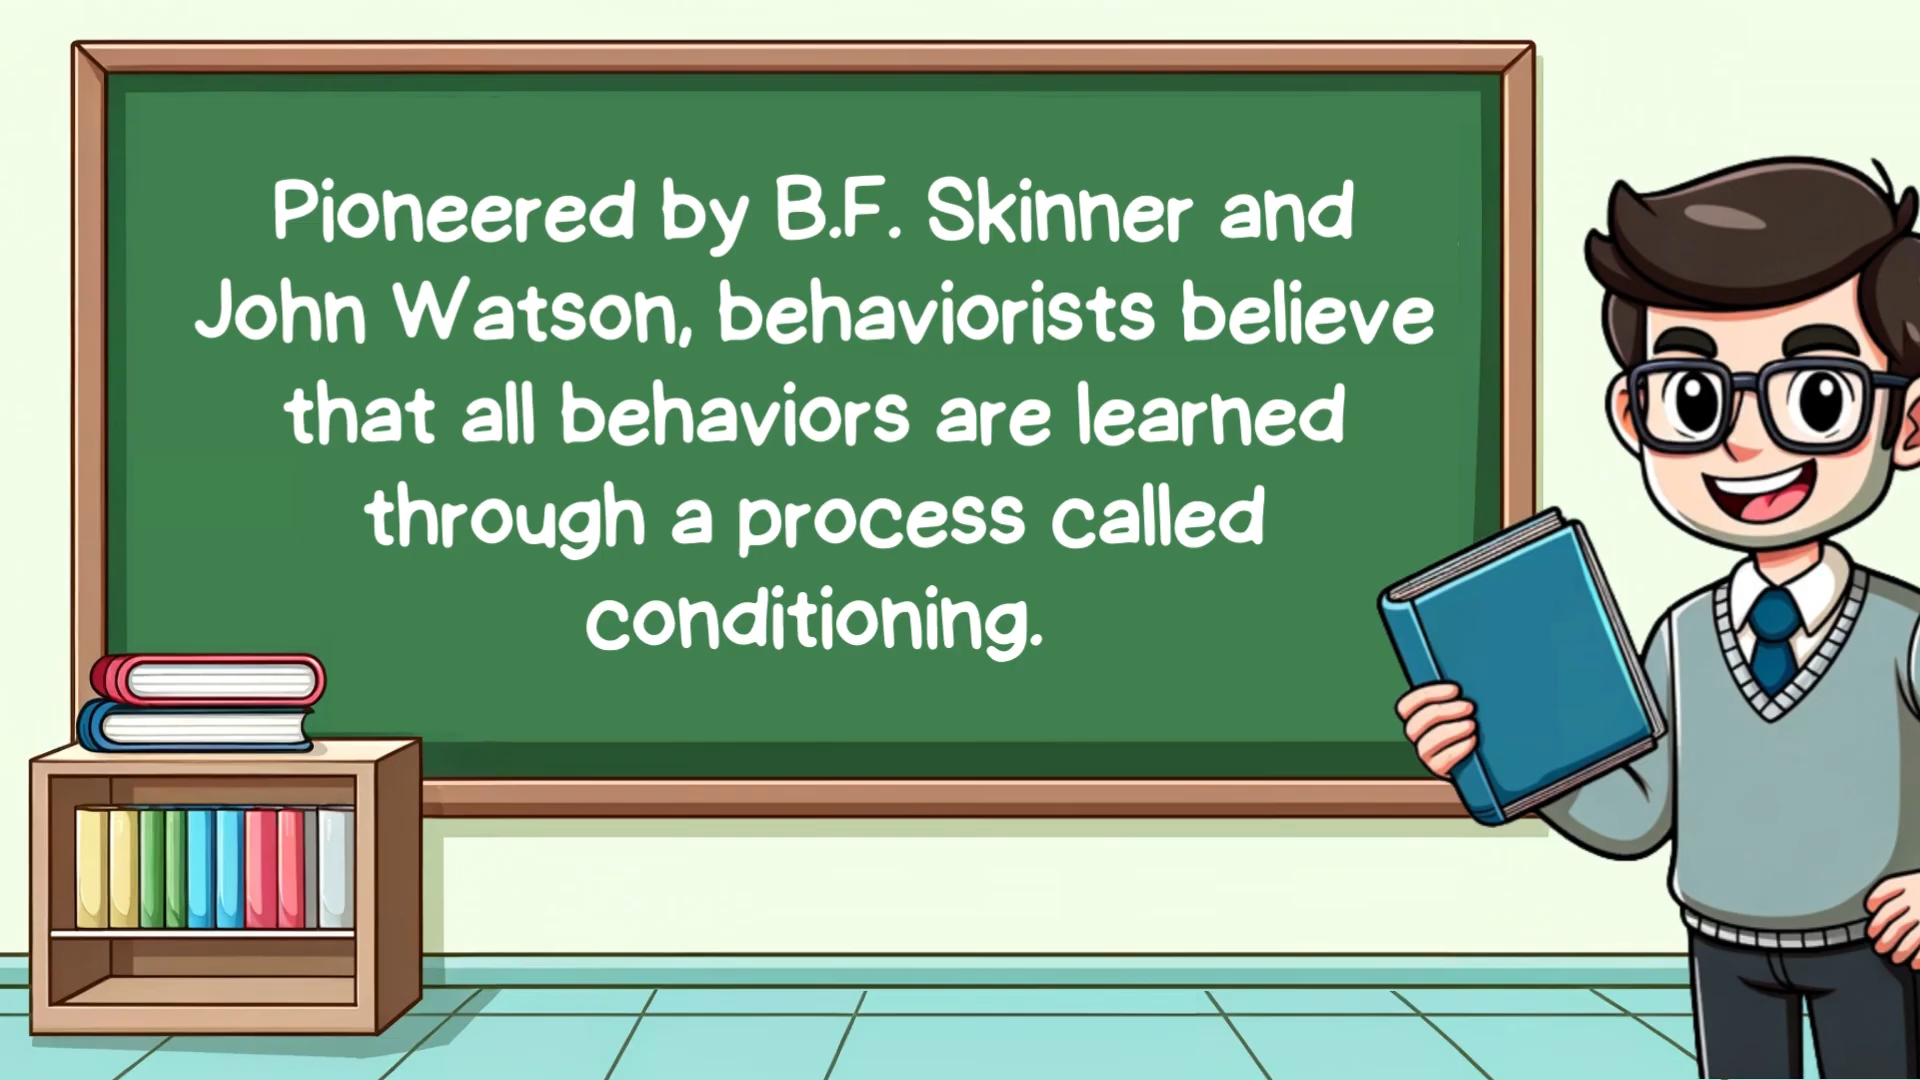 Pioneered by B.F. Skinner and
John Watson, behaviorists believe
that all behaviors are learned
through a process called
conditioning.